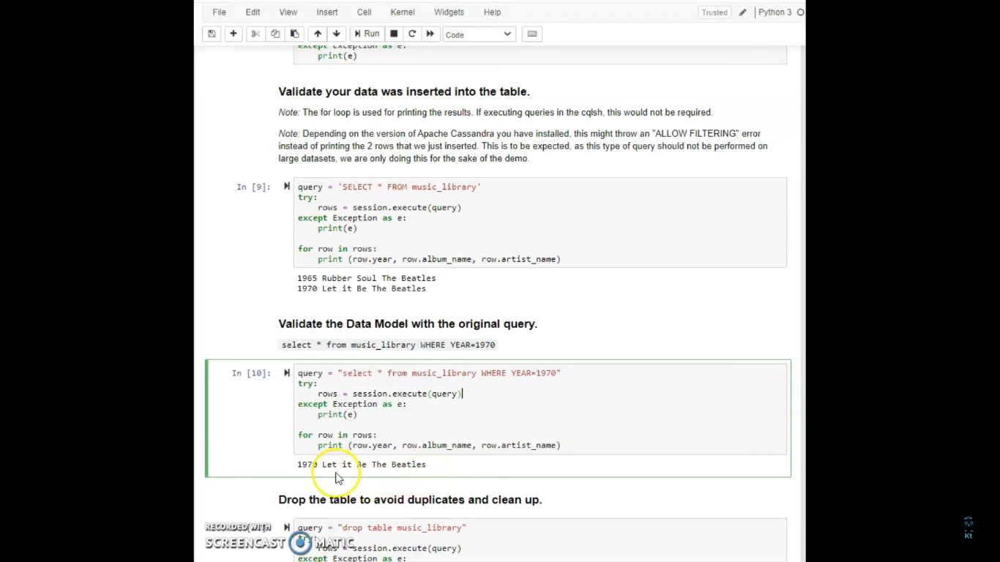 File Edit View Insert Cell Kernel Widgets Help Trusted Python 3
Run Code
except Exception as e:
print(e)
Validate your data was inserted into the table.
Note: The for loop is used for printing the results. If executing queries in the cqlsh, this would not be required.
Note: Depending on the version of Apache Cassandra you have installed, this might throw an "ALLOW FILTERING" error
instead of printing the 2 rows that we just inserted. This is to be expected, as this type of query should not be performed on
large datasets, we are only doing this for the sake of the demo.
In [9]: query = 'SELECT * FROM music_library'
try:
rows = session.execute(query)
except Exception as e:
print(e)
for row in rows:
print (row.year, row.album_name, row.artist_name)
1965 Rubber Soul The Beatles
1970 Let it Be The Beatles
Validate the Data Model with the original query.
select * from music_library WHERE YEAR=1970
In [10]: query = "select * from music_library WHERE YEAR=1970"
try:
rows = session.execute(query)
except Exception as e:
print(e)
for row in rows:
print (row.year, row.album_name, row.artist_name)
1970 Let it Be The Beatles
Drop the table to avoid duplicates and clean up.
query = "drop table music_library"
try:
rows = session.execute(query)
except Exception as e:
RECORDED WITH
SCREENCAST MATIC
Kt